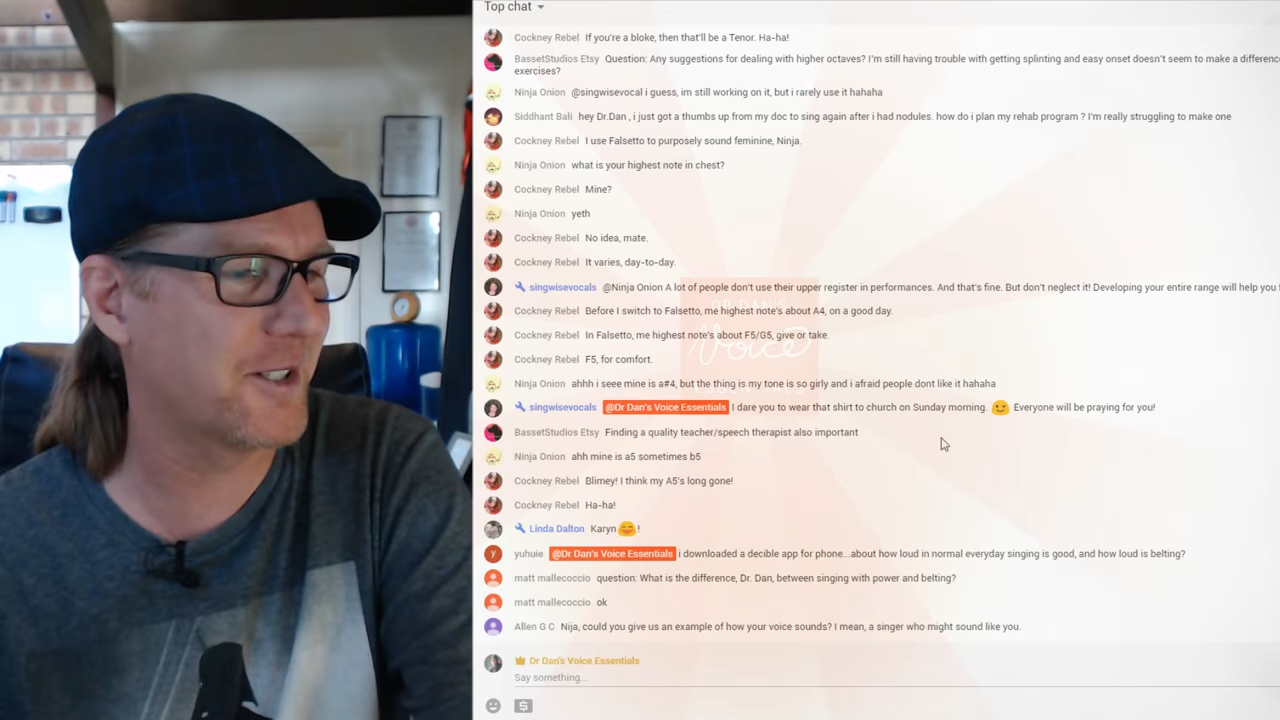 Top chat
Cockney Rebel If you're a bloke, then that'll be a Tenor. Ha-ha!
BassetStudios Etsy Question: Any suggestions for dealing with higher octaves? I'm still having trouble with getting splinting and easy onset doesn't seem to make a difference
exercises?
Ninja Onion @singwisevocal i guess, im still working on it, but i rarely use it hahaha
Siddhant Bali hey Dr.Dan , i just got a thumbs up from my doc to sing again after i had nodules. how do i plan my rehab program ? I'm really struggling to make one
Cockney Rebel I use Falsetto to purposely sound feminine, Ninja.
Ninja Onion what is your highest note in chest?
Cockney Rebel Mine?
Ninja Onion yeth
Cockney Rebel No idea, mate.
Cockney Rebel It varies, day-to-day.
singwisevocals @Ninja Onion A lot of people don't use their upper register in performances. And that's fine. But don't neglect it! Developing your entire range will help you
Cockney Rebel Before I switch to Falsetto, me highest note's about A4, on a good day.
DR DAN'S
Voice
Cockney Rebel In Falsetto, me highest note's about F5/G5, give or take.
Cockney Rebel F5, for comfort.
Ninja Onion ahhh i seee mine is a#4, but the thing is my tone is so girly and i afraid people dont like it hahaha
singwisevocals @Dr Dan's Voice Essentials I dare you to wear that shirt to church on Sunday morning. 😉 Everyone will be praying for you!
BassetStudios Etsy Finding a quality teacher/speech therapist also important
Ninja Onion ahh mine is a5 sometimes b5
Cockney Rebel Blimey! I think my A5's long gone!
Cockney Rebel Ha-ha!
Linda Dalton Karyn 🤗 !
y yuhuie @Dr Dan's Voice Essentials i downloaded a decible app for phone...about how loud in normal everyday singing is good, and how loud is belting?
matt mallecoccio question: What is the difference, Dr. Dan, between singing with power and belting?
matt mallecoccio ok
Allen G C Nija, could you give us an example of how your voice sounds? I mean, a singer who might sound like you.
Dr Dan's Voice Essentials
Say something...